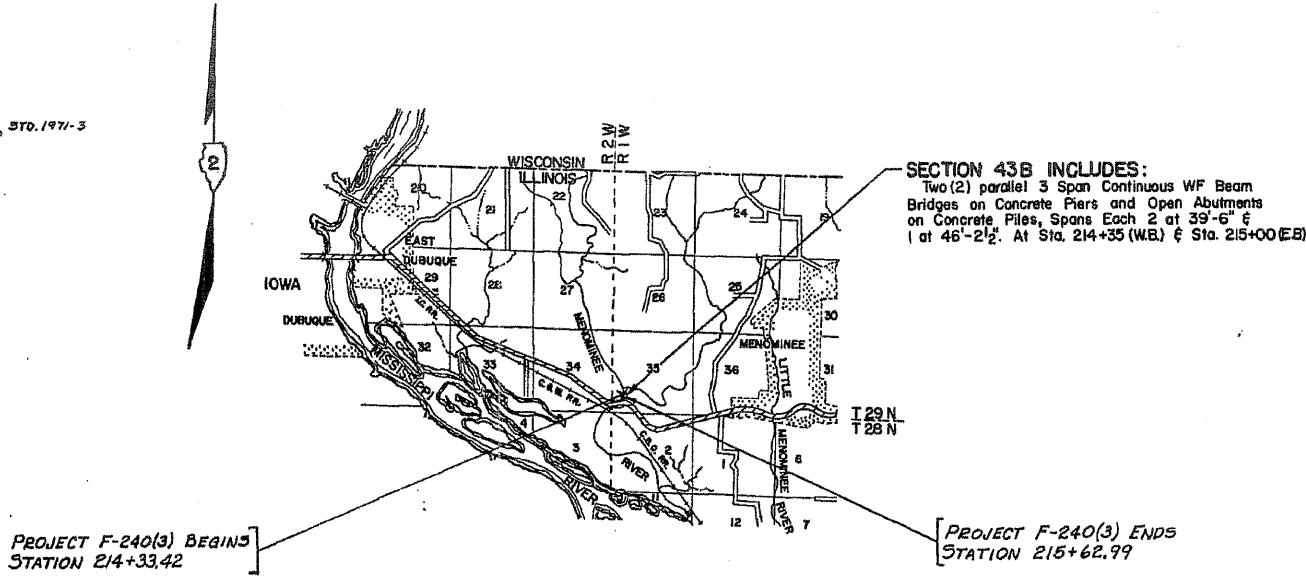 STD. 1971-3
2
R 2 W
R 1 W
WISCONSIN
ILLINOIS
SECTION 43B INCLUDES:
Two (2) parallel 3 Span Continuous WF Beam
Bridges on Concrete Piers and Open Abutments
on Concrete Piles, Spans Each 2 at 39'-6" &
1 at 46'-2½". At Sta. 214+35 (W.B.) & Sta. 215+00 (E.B)
20
21
22
23
24
19
EAST
DUBUQUE
29
28
27
26
25
30
IOWA
I.C. RR.
DUBUQUE
MENOMINEE
MENOMINEE
LITTLE
32
33
34
35
36
31
MISSISSIPPI
C.&W. RR.
T 29 N
T 28 N
4
3
2
1
6
C.B.Q. RR.
RIVER
RIVER
MENOMINEE
RIVER
11
12
7
PROJECT F-240(3) BEGINS
STATION 214+33.42
PROJECT F-240(3) ENDS
STATION 215+62.99